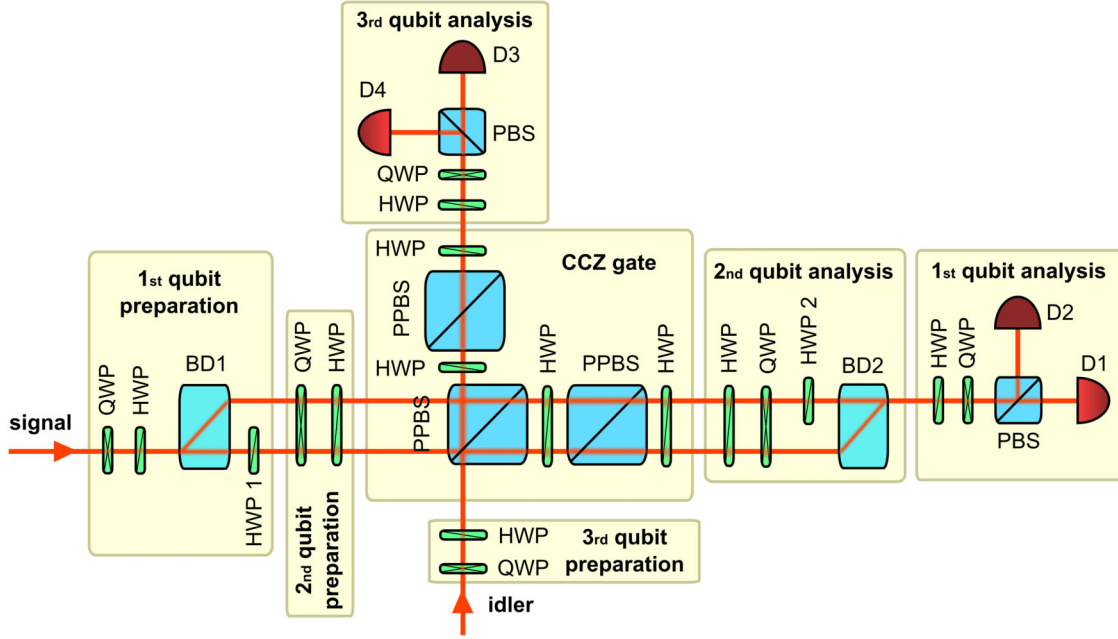 3rd qubit analysis
D3
D4
PBS
QWP
HWP
HWP
CCZ gate
PPBS
HWP
PPBS
HWP
PPBS
HWP
1st qubit
preparation
QWP
HWP
BD1
HWP 1
signal
QWP
HWP
2nd qubit
preparation
2nd qubit analysis
HWP
QWP
HWP 2
BD2
1st qubit analysis
HWP
QWP
D2
D1
PBS
HWP
QWP
3rd qubit
preparation
idler